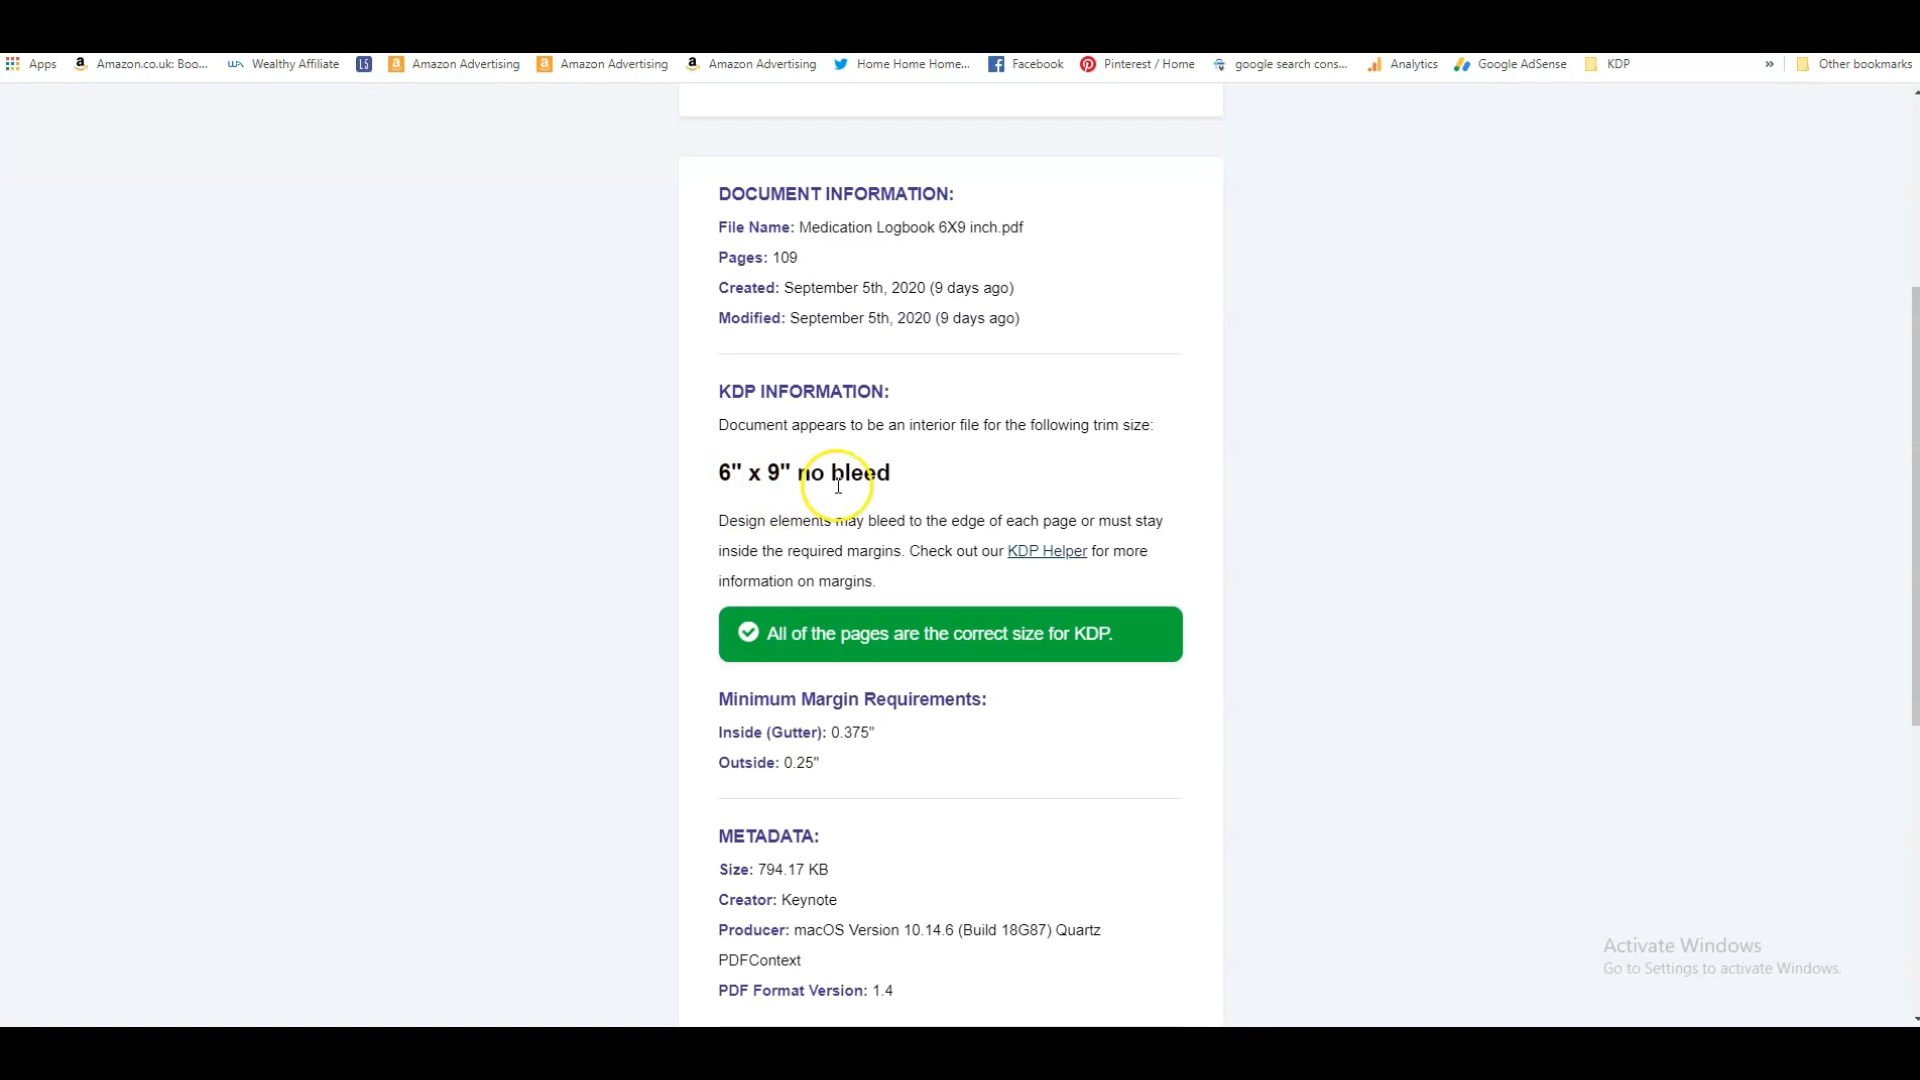 Apps Amazon.co.uk: Boo... Wealthy Affiliate L5 Amazon Advertising Amazon Advertising Amazon Advertising Home Home Home... Facebook Pinterest / Home google search cons... Analytics Google AdSense KDP » Other bookmarks
DOCUMENT INFORMATION:
File Name: Medication Logbook 6X9 inch.pdf
Pages: 109
Created: September 5th, 2020 (9 days ago)
Modified: September 5th, 2020 (9 days ago)
KDP INFORMATION:
Document appears to be an interior file for the following trim size:
6" x 9" no bleed
Design elements may bleed to the edge of each page or must stay
inside the required margins. Check out our KDP Helper for more
information on margins.
All of the pages are the correct size for KDP.
Minimum Margin Requirements:
Inside (Gutter): 0.375"
Outside: 0.25"
METADATA:
Size: 794.17 KB
Creator: Keynote
Producer: macOS Version 10.14.6 (Build 18G87) Quartz
PDFContext
PDF Format Version: 1.4
Activate Windows
Go to Settings to activate Windows.